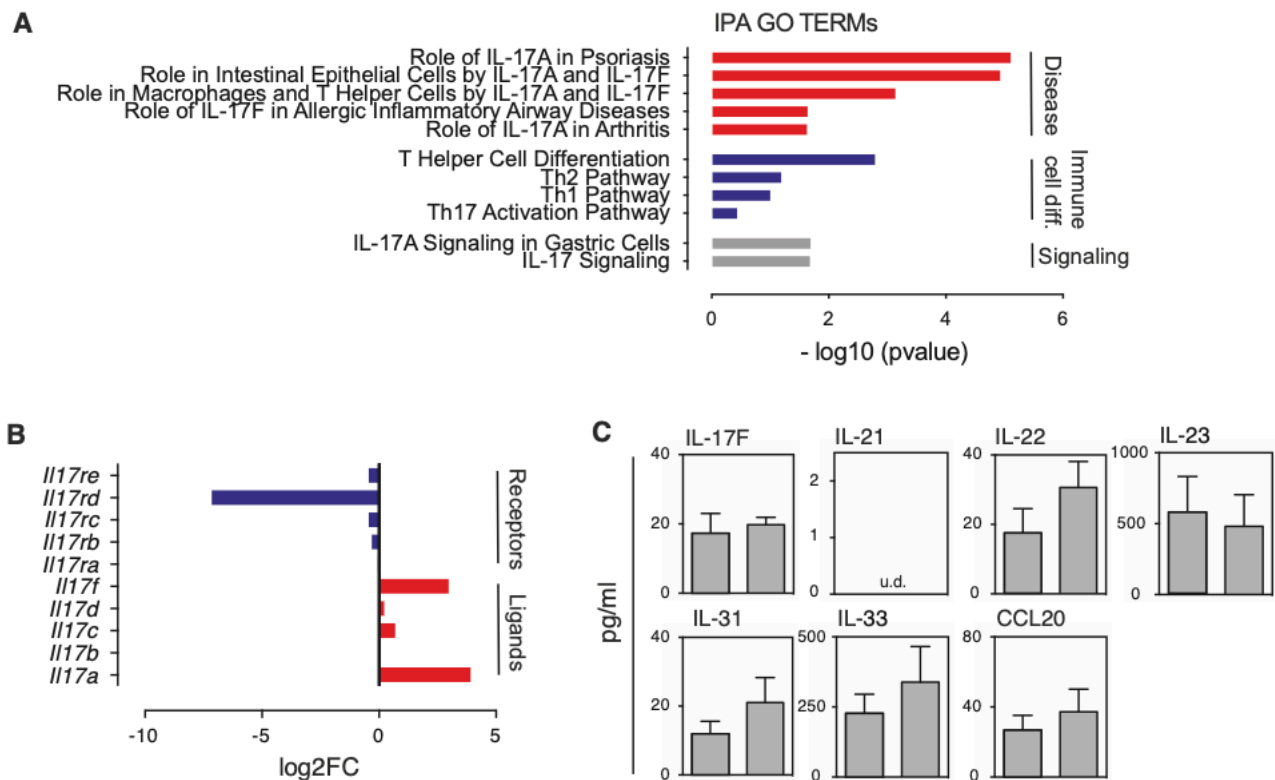 A
IPA GO TERMs
Role of IL-17A in Psoriasis
Role in Intestinal Epithelial Cells by IL-17A and IL-17F
Role in Macrophages and T Helper Cells by IL-17A and IL-17F
Role of IL-17F in Allergic Inflammatory Airway Diseases
Role of IL-17A in Arthritis
Disease
T Helper Cell Differentiation
Th2 Pathway
Th1 Pathway
Th17 Activation Pathway
Immune
cell diff.
IL-17A Signaling in Gastric Cells
IL-17 Signaling
Signaling
0 2 4 6
- log10 (pvalue)
B
Il17re
Il17rd
Il17rc
Il17rb
Il17ra
Il17f
Il17d
Il17c
Il17b
Il17a
Receptors
Ligands
-10 -5 0 5
log2FC
C
pg/ml
IL-17F
40
20
0
IL-21
2
1
0
u.d.
IL-22
40
20
0
IL-23
1000
500
0
IL-31
40
20
0
IL-33
500
250
0
CCL20
80
40
0